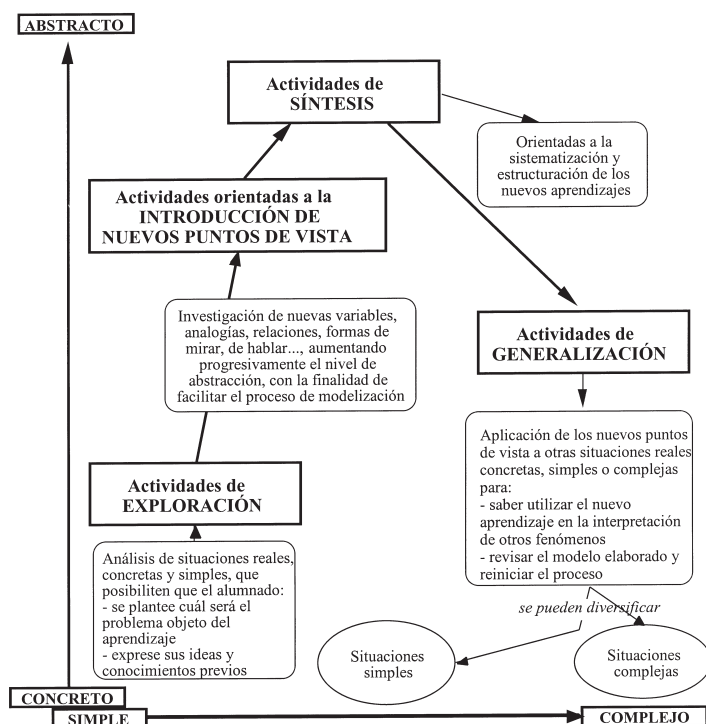 ABSTRACTO
Actividades de
SÍNTESIS
Orientadas a la
sistematización y
estructuración de los
nuevos aprendizajes
Actividades orientadas a la
INTRODUCCIÓN DE
NUEVOS PUNTOS DE VISTA
Investigación de nuevas variables,
analogías, relaciones, formas de
mirar, de hablar..., aumentando
progresivamente el nivel de
abstracción, con la finalidad de
facilitar el proceso de modelización
Actividades de
GENERALIZACIÓN
Aplicación de los nuevos puntos
de vista a otras situaciones reales
concretas, simples o complejas
para:
- saber utilizar el nuevo
aprendizaje en la interpretación
de otros fenómenos
- revisar el modelo elaborado y
reiniciar el proceso
Actividades de
EXPLORACIÓN
Análisis de situaciones reales,
concretas y simples, que
posibiliten que el alumnado:
- se plantee cuál será el
problema objeto del
aprendizaje
- exprese sus ideas y
conocimientos previos
se pueden diversificar
Situaciones
simples
Situaciones
complejas
CONCRETO
SIMPLE
COMPLEJO